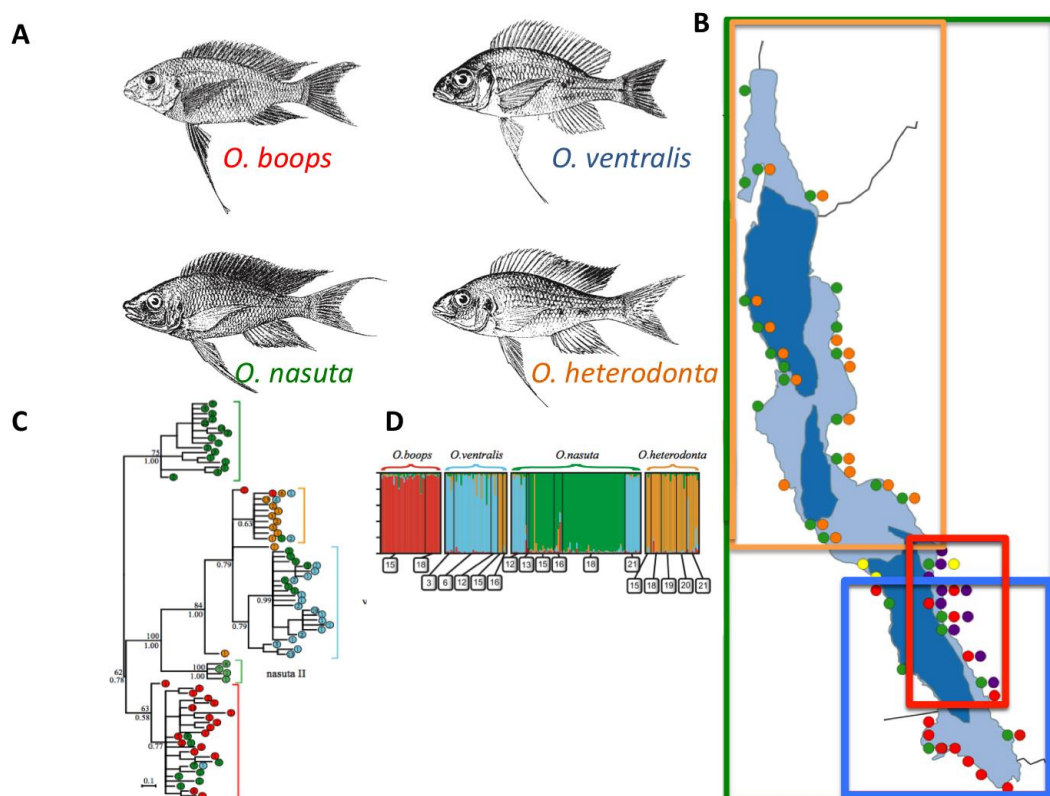 A
B
O. boops
O. ventralis
O. nasuta
O. heterodonta
C
D
75
1.00
0.63
0.79
0.99
84
1.00
0.79
100
1.00
100
1.00
nasuta II
62
0.78
63
0.58
0.77
0.1
O.boops
O.ventralis
O.nasuta
O.heterodonta
15
18
3
6
12
15
16
12
13
15
16
18
21
15
18
19
20
21
v